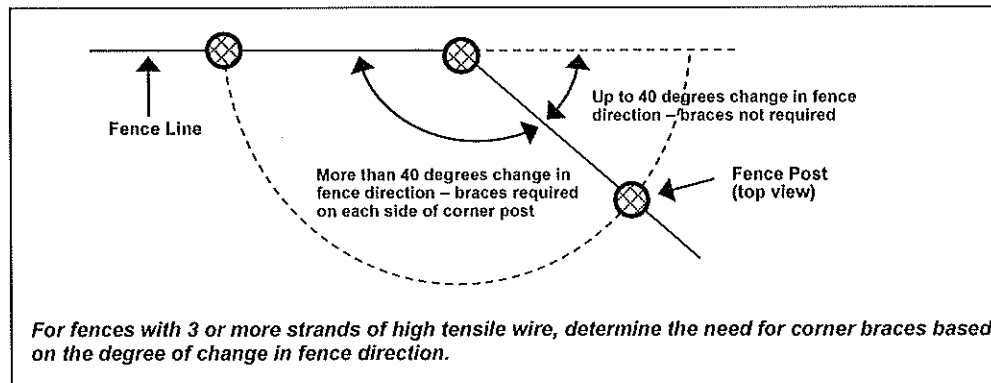 Up to 40 degrees change in fence
direction – braces not required
Fence Line
More than 40 degrees change in
fence direction – braces required
on each side of corner post
Fence Post
(top view)
For fences with 3 or more strands of high tensile wire, determine the need for corner braces based
on the degree of change in fence direction.